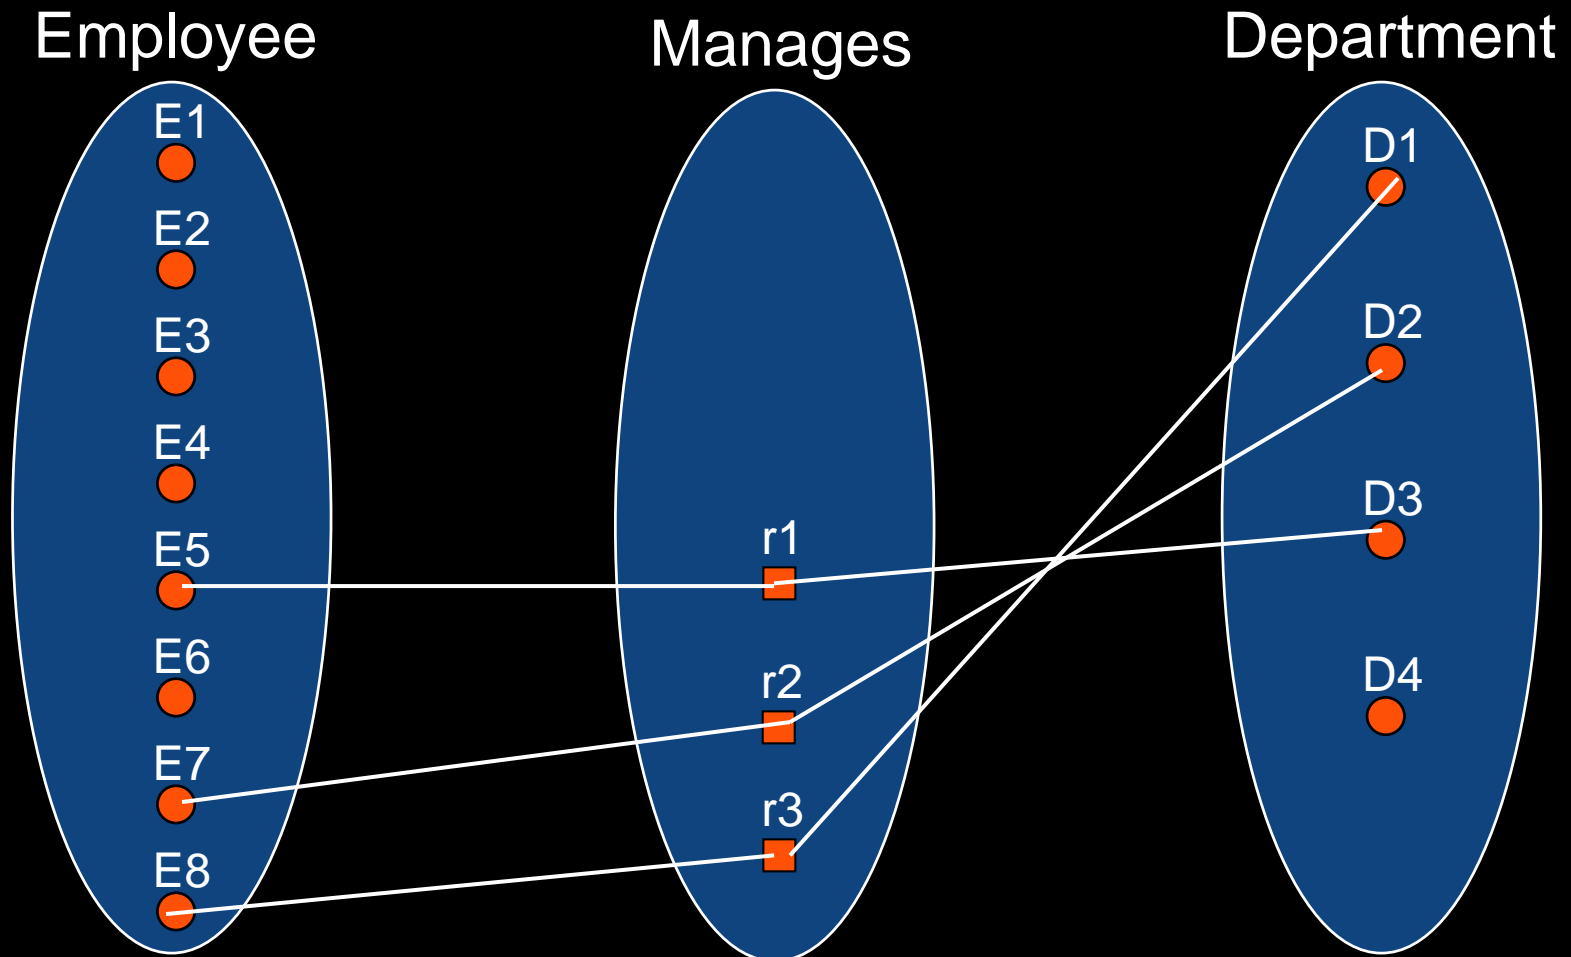 Employee
Manages
Department
E1
E2
E3
E4
E5
E6
E7
E8
r1
r2
r3
D1
D2
D3
D4